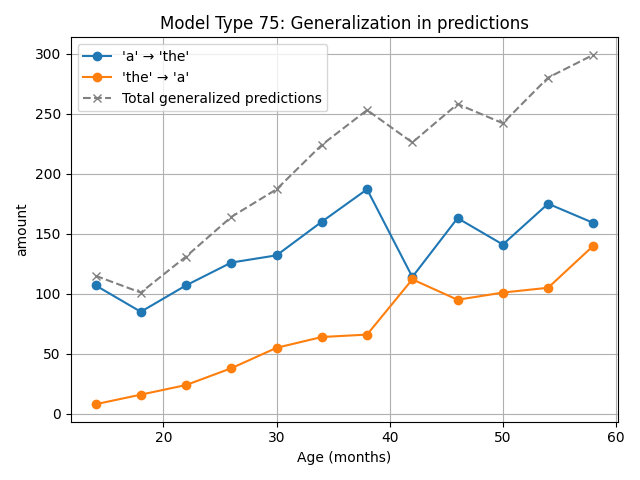 Model Type 75: Generalization in predictions
'a' → 'the'
'the' → 'a'
Total generalized predictions
amount
300
250
200
150
100
50
0
20 30 40 50 60
Age (months)